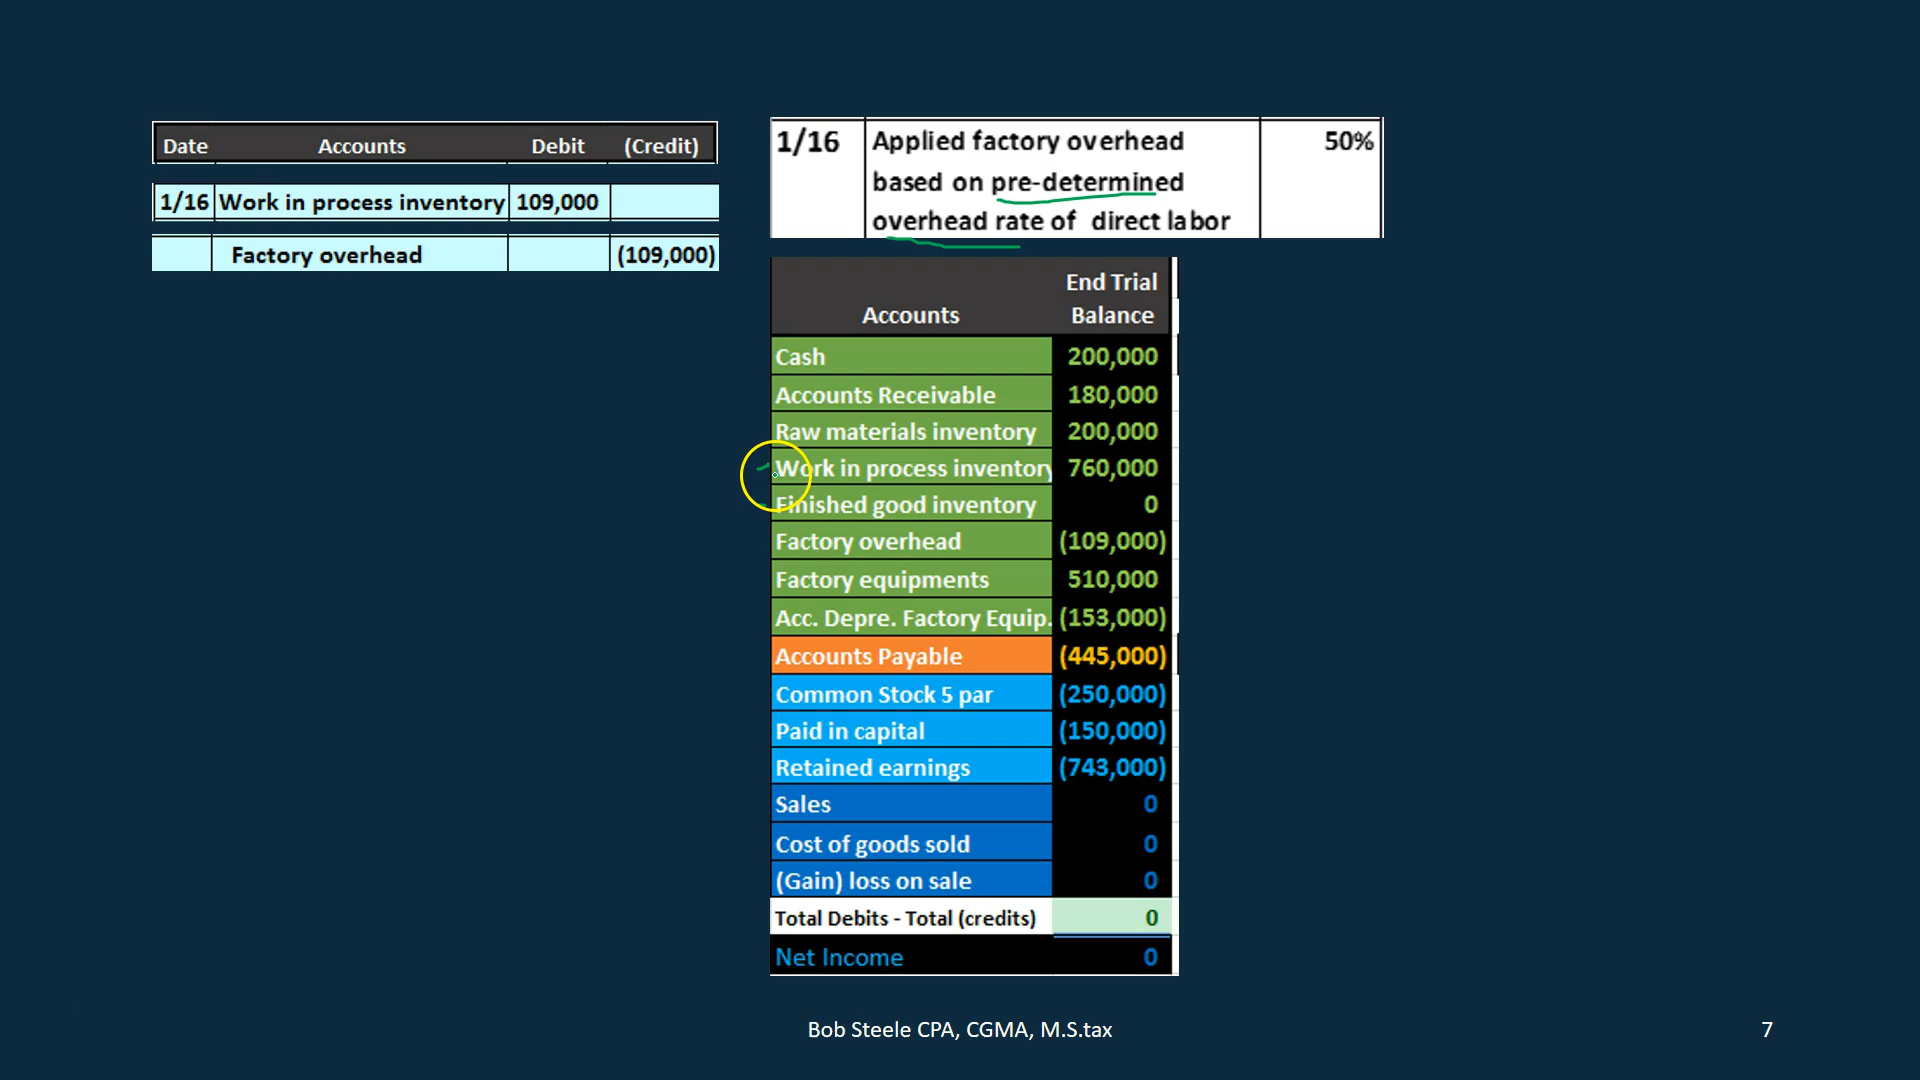 Date Accounts Debit (Credit)
1/16 Work in process inventory 109,000
Factory overhead (109,000)
1/16 Applied factory overhead 50%
based on pre-determined
overhead rate of direct labor
End Trial
Accounts Balance
Cash 200,000
Accounts Receivable 180,000
Raw materials inventory 200,000
Work in process inventory 760,000
Finished good inventory 0
Factory overhead (109,000)
Factory equipments 510,000
Acc. Depre. Factory Equip. (153,000)
Accounts Payable (445,000)
Common Stock 5 par (250,000)
Paid in capital (150,000)
Retained earnings (743,000)
Sales 0
Cost of goods sold 0
(Gain) loss on sale 0
Total Debits - Total (credits) 0
Net Income 0
Bob Steele CPA, CGMA, M.S.tax 7